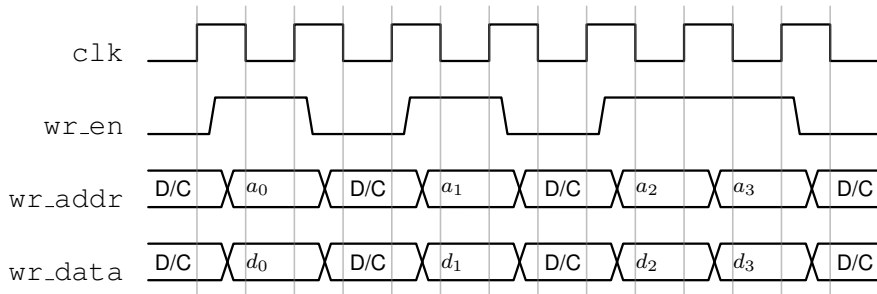 clk
wr_en
wr_addr D/C a₀ D/C a₁ D/C a₂ a₃ D/C
wr_data D/C d₀ D/C d₁ D/C d₂ d₃ D/C